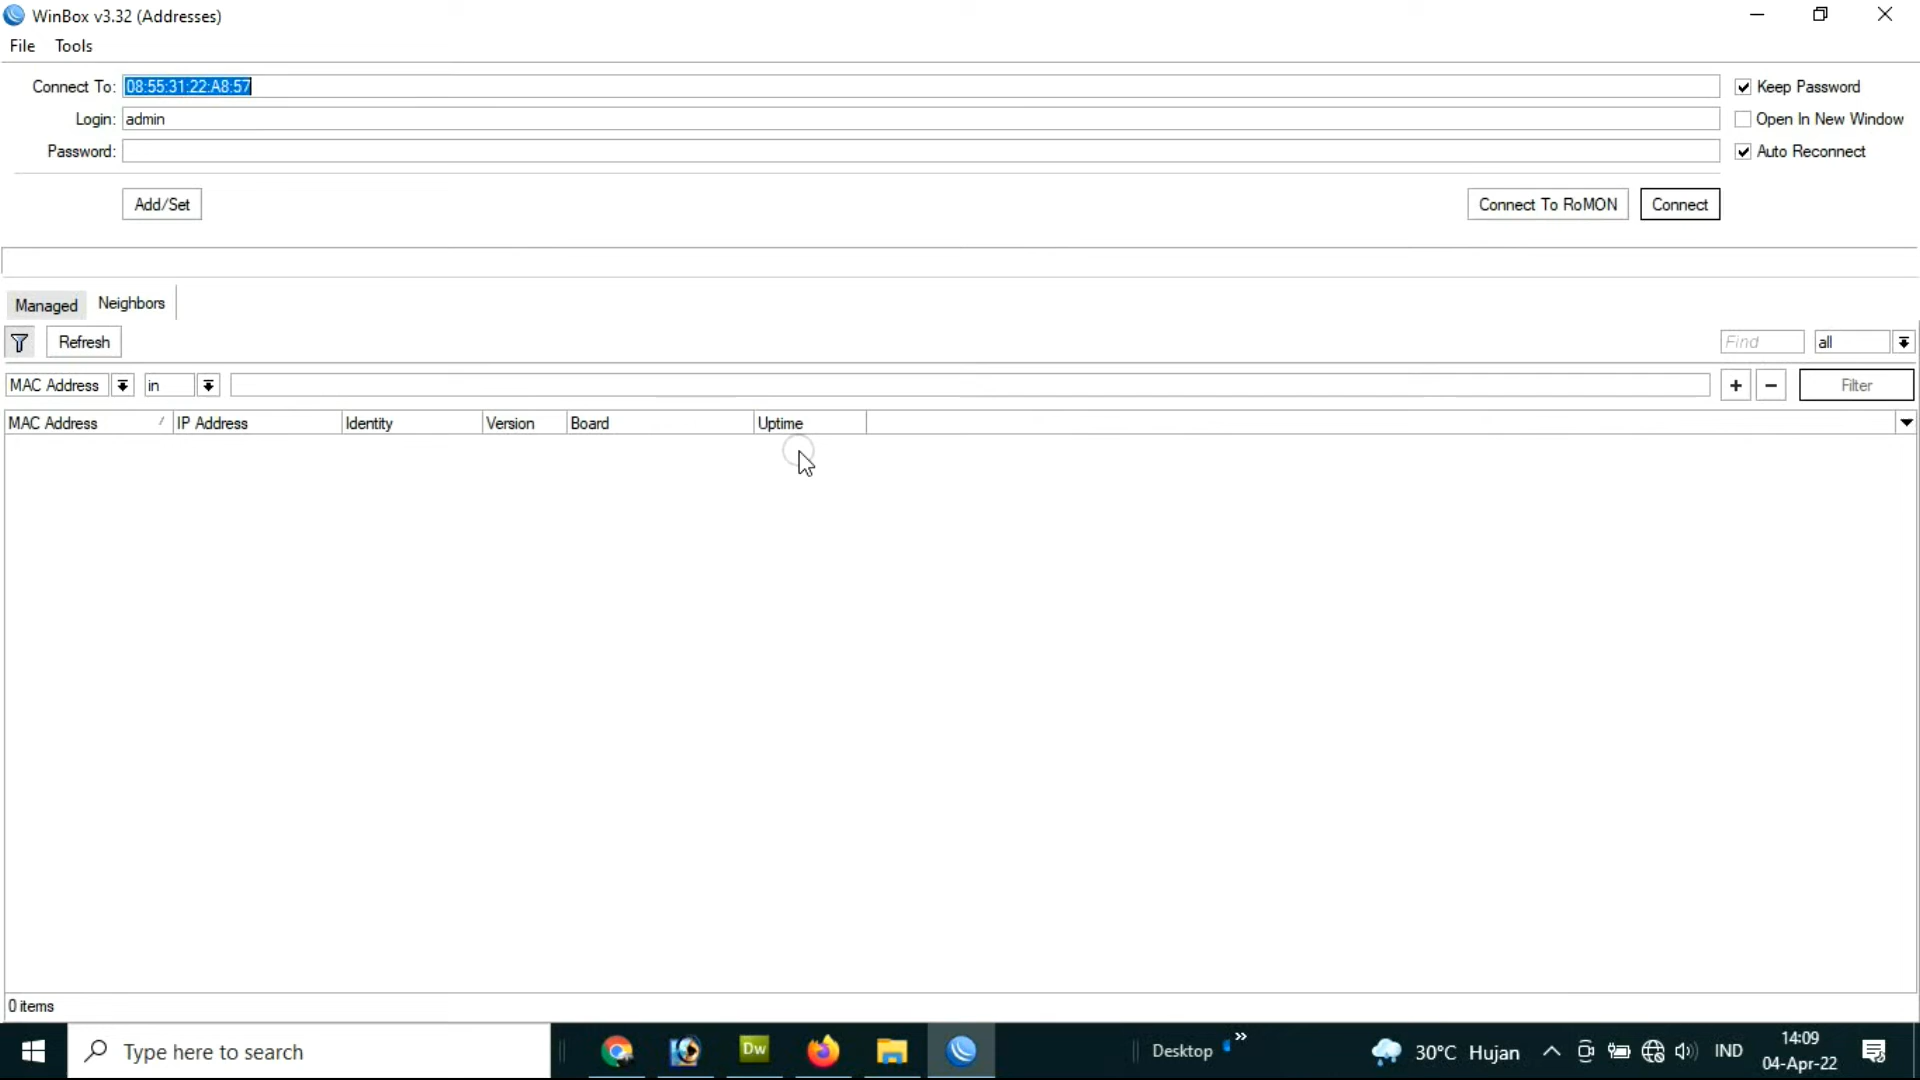 WinBox v3.32 (Addresses)
File Tools
Connect To: 08:55:31:22:A8:57
Keep Password
Login: admin
Open In New Window
Password:
Auto Reconnect
Add/Set
Connect To RoMON
Connect
Managed Neighbors
Refresh
Find
all
MAC Address
in
+
−
Filter
MAC Address
IP Address
Identity
Version
Board
Uptime
0 items
Type here to search
Dw
Desktop
»
30°C Hujan
IND
14:09
04-Apr-22